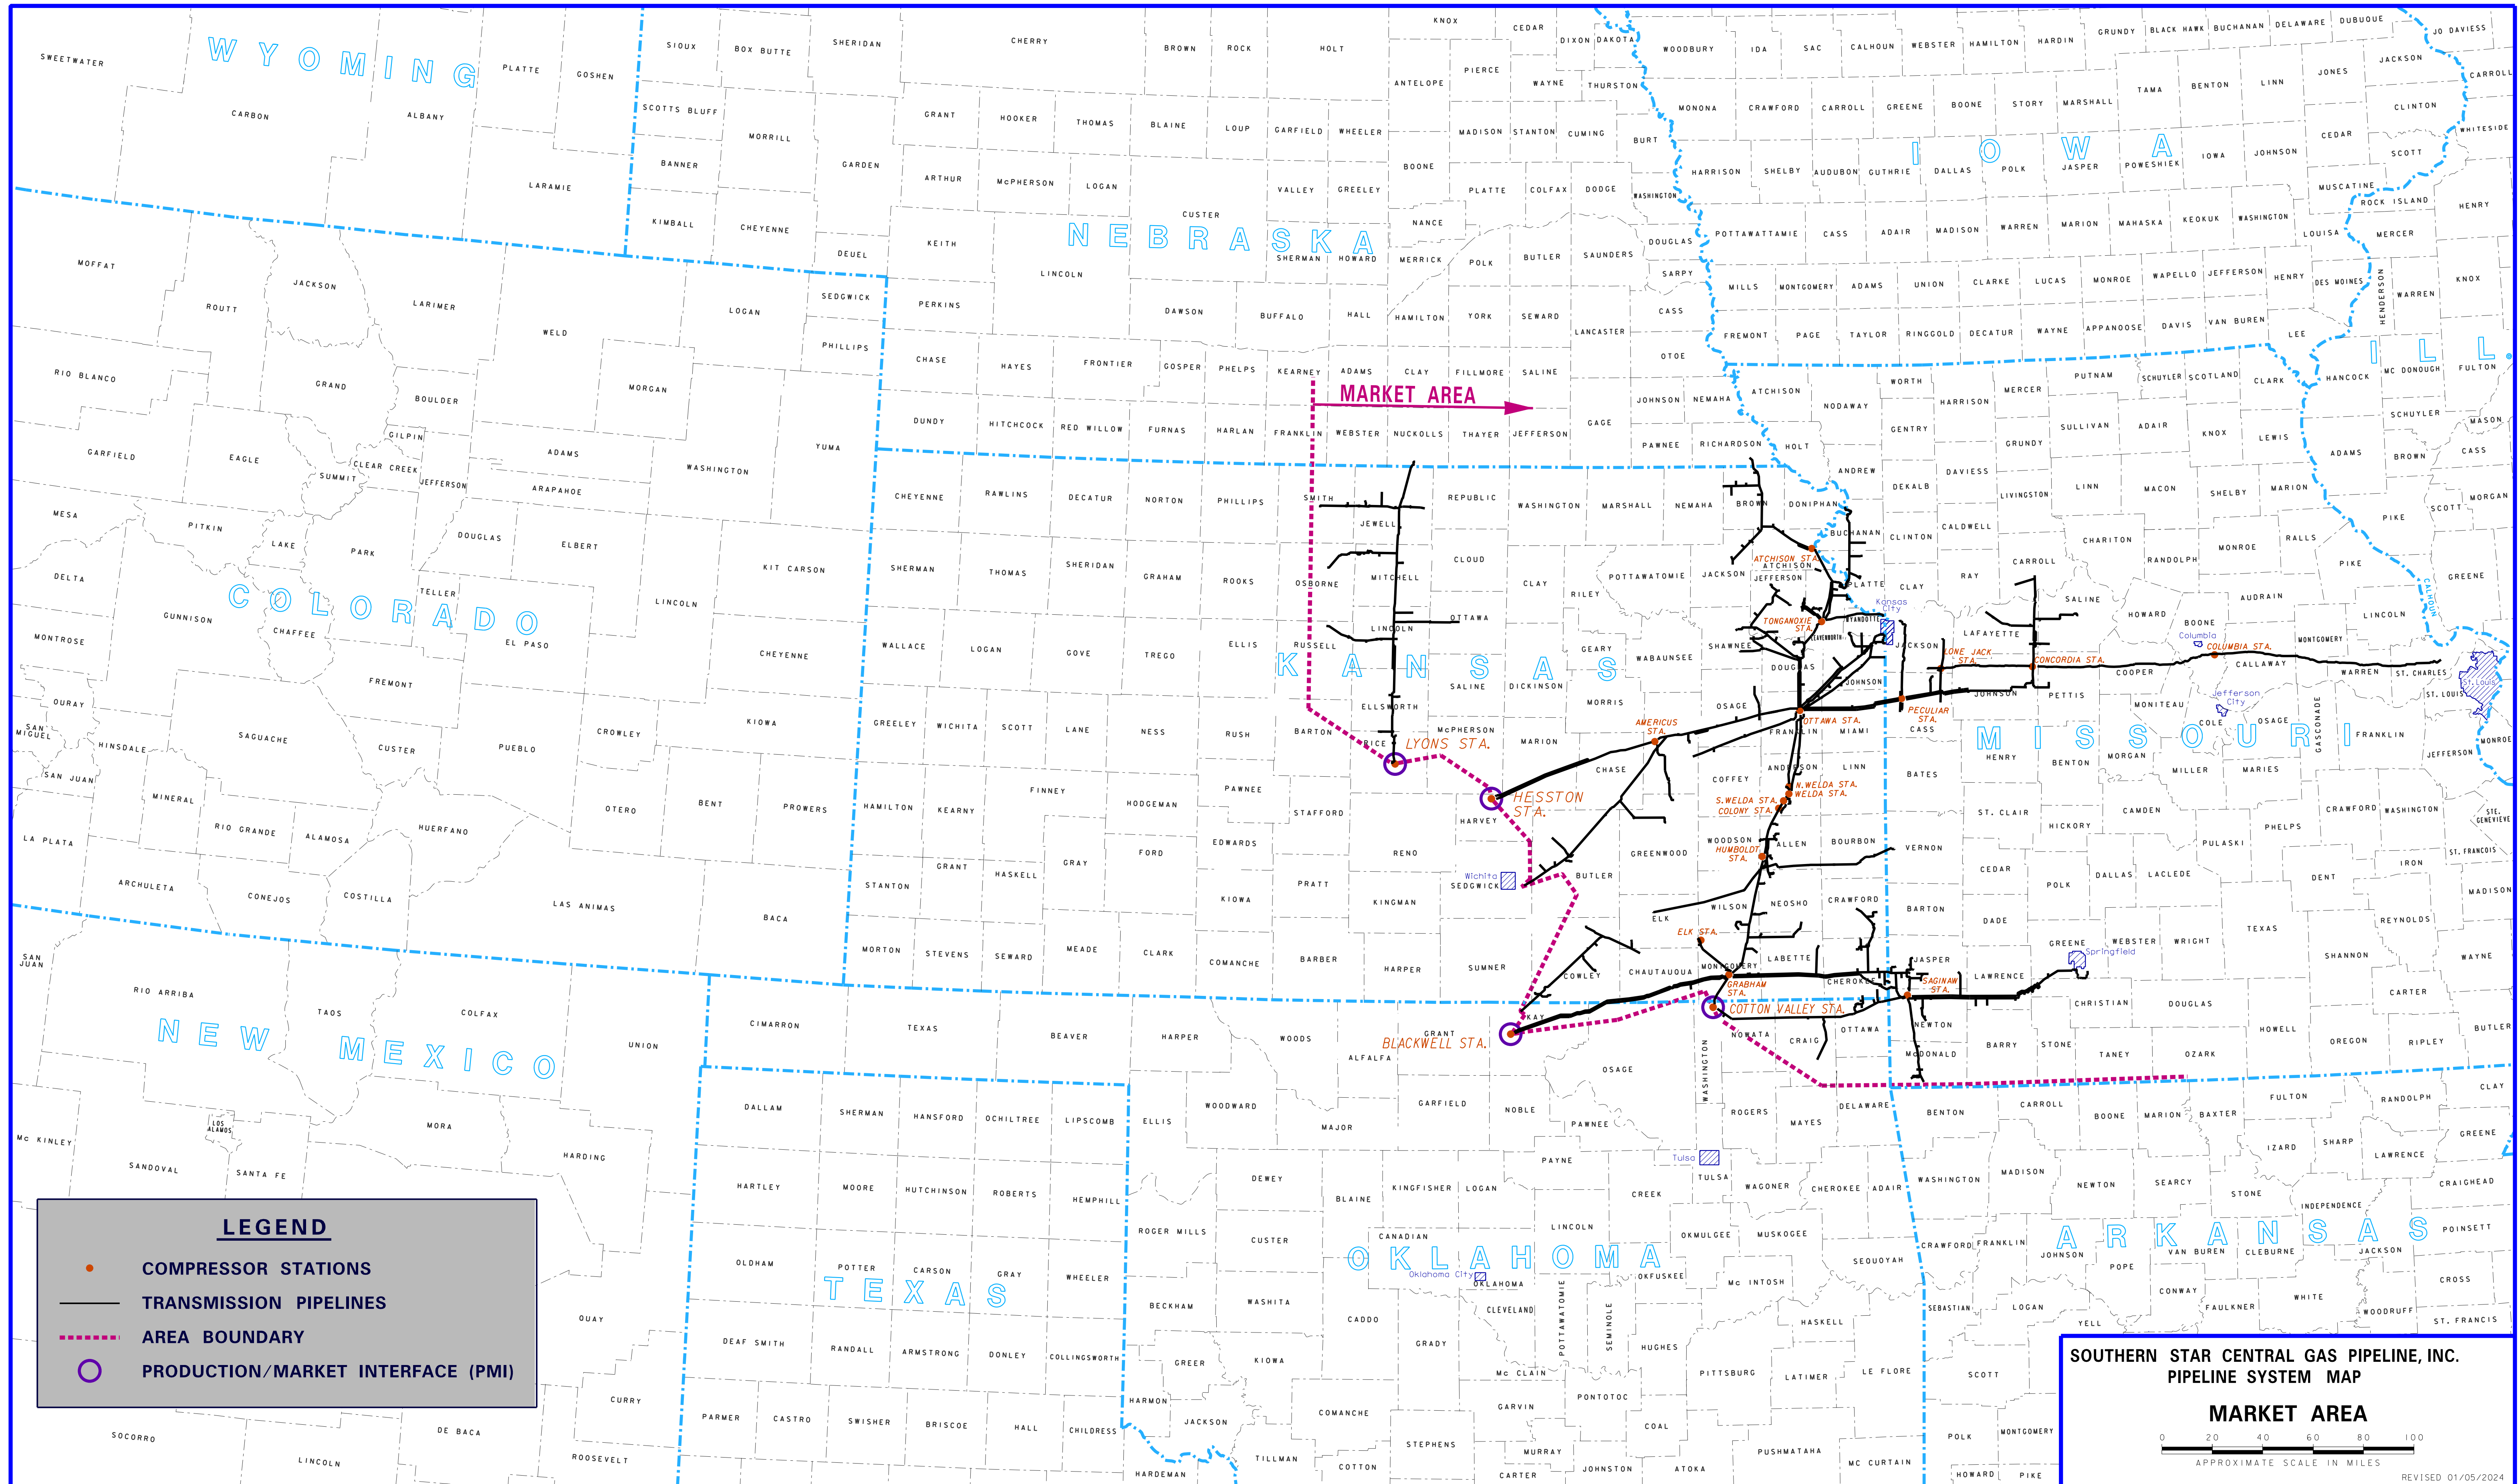 WYOMING
SWEETWATER
CARBON
ALBANY
PLATTE
GOSHEN
LARAMIE
NEBRASKA
SIOUX
BOX BUTTE
SHERIDAN
CHERRY
BROWN
ROCK
HOLT
KNOX
CEDAR
DIXON
DAKOTA
SCOTTS BLUFF
MORRILL
GARDEN
GRANT
HOOKER
THOMAS
BLAINE
LOUP
GARFIELD
WHEELER
ANTELOPE
PIERCE
WAYNE
THURSTON
MADISON
STANTON
CUMING
BURT
BANNER
KIMBALL
CHEYENNE
DEUEL
ARTHUR
McPHERSON
LOGAN
CUSTER
VALLEY
GREELEY
BOONE
PLATTE
COLFAX
DODGE
WASHINGTON
NANCE
KEITH
LINCOLN
SHERMAN
HOWARD
MERRICK
POLK
BUTLER
SAUNDERS
DOUGLAS
SARPY
PERKINS
DAWSON
BUFFALO
HALL
HAMILTON
YORK
SEWARD
LANCASTER
CASS
OTOE
CHASE
HAYES
FRONTIER
GOSPER
PHELPS
KEARNEY
ADAMS
CLAY
FILLMORE
SALINE
MARKET AREA
DUNDY
HITCHCOCK
RED WILLOW
FURNAS
HARLAN
FRANKLIN
WEBSTER
NUCKOLLS
THAYER
JEFFERSON
GAGE
JOHNSON
NEMAHA
PAWNEE
RICHARDSON
IOWA
WOODBURY
IDA
SAC
CALHOUN
WEBSTER
HAMILTON
HARDIN
GRUNDY
BLACK HAWK
BUCHANAN
DELAWARE
DUBUQUE
JO DAVIESS
MONONA
CRAWFORD
CARROLL
GREENE
BOONE
STORY
MARSHALL
TAMA
BENTON
LINN
JONES
JACKSON
CARROLL
CLINTON
WHITESIDE
CEDAR
SCOTT
HARRISON
SHELBY
AUDUBON
GUTHRIE
DALLAS
POLK
JASPER
POWESHIEK
IOWA
JOHNSON
MUSCATINE
ROCK ISLAND
HENRY
POTTAWATTAMIE
CASS
ADAIR
MADISON
WARREN
MARION
MAHASKA
KEOKUK
WASHINGTON
LOUISA
MERCER
MILLS
MONTGOMERY
ADAMS
UNION
CLARKE
LUCAS
MONROE
WAPELLO
JEFFERSON
HENRY
DES MOINES
HENDERSON
WARREN
KNOX
FREMONT
PAGE
TAYLOR
RINGGOLD
DECATUR
WAYNE
APPANOOSE
DAVIS
VAN BUREN
LEE
ILL.
HANCOCK
MC DONOUGH
FULTON
SCHUYLER
MASON
ADAMS
BROWN
CASS
MORGAN
SCOTT
PIKE
GREENE
CALHOUN
MONROE
COLORADO
MOFFAT
ROUTT
JACKSON
LARIMER
WELD
LOGAN
SEDGWICK
PHILLIPS
RIO BLANCO
GRAND
BOULDER
MORGAN
YUMA
GARFIELD
EAGLE
GILPIN
CLEAR CREEK
SUMMIT
JEFFERSON
ADAMS
ARAPAHOE
WASHINGTON
MESA
PITKIN
LAKE
PARK
DOUGLAS
ELBERT
KIT CARSON
DELTA
GUNNISON
CHAFFEE
TELLER
EL PASO
LINCOLN
CHEYENNE
MONTROSE
FREMONT
OURAY
SAN MIGUEL
HINSDALE
SAGUACHE
CUSTER
PUEBLO
CROWLEY
KIOWA
SAN JUAN
MINERAL
RIO GRANDE
ALAMOSA
HUERFANO
OTERO
BENT
PROWERS
LA PLATA
ARCHULETA
CONEJOS
COSTILLA
LAS ANIMAS
BACA
KANSAS
CHEYENNE
RAWLINS
DECATUR
NORTON
PHILLIPS
SMITH
JEWELL
REPUBLIC
WASHINGTON
MARSHALL
NEMAHA
BROWN
DONIPHAN
SHERMAN
THOMAS
SHERIDAN
GRAHAM
ROOKS
OSBORNE
MITCHELL
CLOUD
CLAY
RILEY
POTTAWATOMIE
JACKSON
ATCHISON STA.
ATCHISON
JEFFERSON
WALLACE
LOGAN
GOVE
TREGO
ELLIS
RUSSELL
LINCOLN
OTTAWA
GEARY
WABAUNSEE
SHAWNEE
TONGANOXIE STA.
LEAVENWORTH
WYANDOTTE
DOUGLAS
JOHNSON
SALINE
DICKINSON
MORRIS
OSAGE
ELLSWORTH
GREELEY
WICHITA
SCOTT
LANE
NESS
RUSH
BARTON
RICE
McPHERSON
MARION
CHASE
AMERICUS STA.
LYONS STA.
OTTAWA STA.
FRANKLIN
MIAMI
COFFEY
ANDERSON
LINN
HAMILTON
KEARNY
FINNEY
HODGEMAN
PAWNEE
STAFFORD
HESSTON STA.
HARVEY
N.WELDA STA.
WELDA STA.
S.WELDA STA.
COLONY STA.
STANTON
GRANT
HASKELL
GRAY
FORD
EDWARDS
RENO
GREENWOOD
WOODSON
HUMBOLDT STA.
ALLEN
BOURBON
Wichita
SEDGWICK
BUTLER
PRATT
KIOWA
KINGMAN
ELK
WILSON
NEOSHO
CRAWFORD
ELK STA.
MORTON
STEVENS
SEWARD
MEADE
CLARK
COMANCHE
BARBER
HARPER
SUMNER
COWLEY
CHAUTAUQUA
MONTGOMERY
GRABHAM STA.
LABETTE
CHEROKEE
MISSOURI
ATCHISON
NODAWAY
WORTH
HARRISON
MERCER
PUTNAM
SCHUYLER
SCOTLAND
CLARK
HOLT
GENTRY
GRUNDY
SULLIVAN
ADAIR
KNOX
LEWIS
ANDREW
DEKALB
DAVIESS
LIVINGSTON
LINN
MACON
SHELBY
MARION
BUCHANAN
CLINTON
CALDWELL
CHARITON
RANDOLPH
MONROE
RALLS
PLATTE
CLAY
RAY
CARROLL
SALINE
HOWARD
BOONE
AUDRAIN
PIKE
LINCOLN
Kansas City
JACKSON
LAFAYETTE
LONE JACK STA.
CONCORDIA STA.
Columbia
COLUMBIA STA.
CALLAWAY
MONTGOMERY
WARREN
ST. CHARLES
St. Louis
ST. LOUIS
PECULIAR STA.
JOHNSON
PETTIS
COOPER
MONITEAU
Jefferson City
COLE
OSAGE
GASCONADE
FRANKLIN
JEFFERSON
CASS
BATES
HENRY
BENTON
MORGAN
MILLER
MARIES
CRAWFORD
WASHINGTON
STE. GENEVIEVE
VERNON
ST. CLAIR
HICKORY
CAMDEN
PULASKI
PHELPS
ST. FRANCOIS
IRON
BARTON
CEDAR
POLK
DALLAS
LACLEDE
DENT
MADISON
REYNOLDS
DADE
GREENE
WEBSTER
WRIGHT
TEXAS
SHANNON
WAYNE
JASPER
SAGINAW STA.
LAWRENCE
Springfield
CHRISTIAN
DOUGLAS
CARTER
BUTLER
NEWTON
McDONALD
BARRY
STONE
TANEY
OZARK
HOWELL
OREGON
RIPLEY
NEW MEXICO
SAN JUAN
RIO ARRIBA
TAOS
COLFAX
UNION
Mc KINLEY
SANDOVAL
LOS ALAMOS
SANTA FE
MORA
HARDING
QUAY
CURRY
SOCORRO
LINCOLN
DE BACA
ROOSEVELT
TEXAS
DALLAM
SHERMAN
HANSFORD
OCHILTREE
LIPSCOMB
HARTLEY
MOORE
HUTCHINSON
ROBERTS
HEMPHILL
OLDHAM
POTTER
CARSON
GRAY
WHEELER
DEAF SMITH
RANDALL
ARMSTRONG
DONLEY
COLLINGSWORTH
PARMER
CASTRO
SWISHER
BRISCOE
HALL
CHILDRESS
HARDEMAN
OKLAHOMA
CIMARRON
TEXAS
BEAVER
HARPER
WOODS
ALFALFA
GRANT
KAY
BLACKWELL STA.
COTTON VALLEY STA.
NOWATA
CRAIG
OTTAWA
OSAGE
WASHINGTON
ELLIS
WOODWARD
MAJOR
GARFIELD
NOBLE
PAWNEE
ROGERS
MAYES
DELAWARE
DEWEY
BLAINE
KINGFISHER
LOGAN
PAYNE
CREEK
Tulsa
TULSA
WAGONER
CHEROKEE
ADAIR
ROGER MILLS
CUSTER
CANADIAN
LINCOLN
OKMULGEE
MUSKOGEE
SEQUOYAH
Oklahoma City
OKLAHOMA
OKFUSKEE
Mc INTOSH
BECKHAM
WASHITA
CADDO
CLEVELAND
POTTAWATOMIE
SEMINOLE
HUGHES
HASKELL
GRADY
Mc CLAIN
PITTSBURG
LATIMER
LE FLORE
GREER
KIOWA
HARMON
JACKSON
COMANCHE
GARVIN
PONTOTOC
COAL
TILLMAN
COTTON
STEPHENS
MURRAY
CARTER
JOHNSTON
ATOKA
PUSHMATAHA
MC CURTAIN
ARKANSAS
BENTON
CARROLL
BOONE
MARION
BAXTER
FULTON
RANDOLPH
CLAY
WASHINGTON
MADISON
NEWTON
SEARCY
STONE
IZARD
SHARP
LAWRENCE
GREENE
INDEPENDENCE
CRAIGHEAD
CRAWFORD
FRANKLIN
JOHNSON
POPE
VAN BUREN
CLEBURNE
JACKSON
POINSETT
CROSS
SEBASTIAN
LOGAN
YELL
CONWAY
FAULKNER
WHITE
WOODRUFF
ST. FRANCIS
SCOTT
POLK
MONTGOMERY
HOWARD
PIKE
LEGEND
COMPRESSOR STATIONS
TRANSMISSION PIPELINES
AREA BOUNDARY
PRODUCTION/MARKET INTERFACE (PMI)
SOUTHERN STAR CENTRAL GAS PIPELINE, INC.
PIPELINE SYSTEM MAP
MARKET AREA
0 20 40 60 80 100
APPROXIMATE SCALE IN MILES
REVISED 01/05/2024